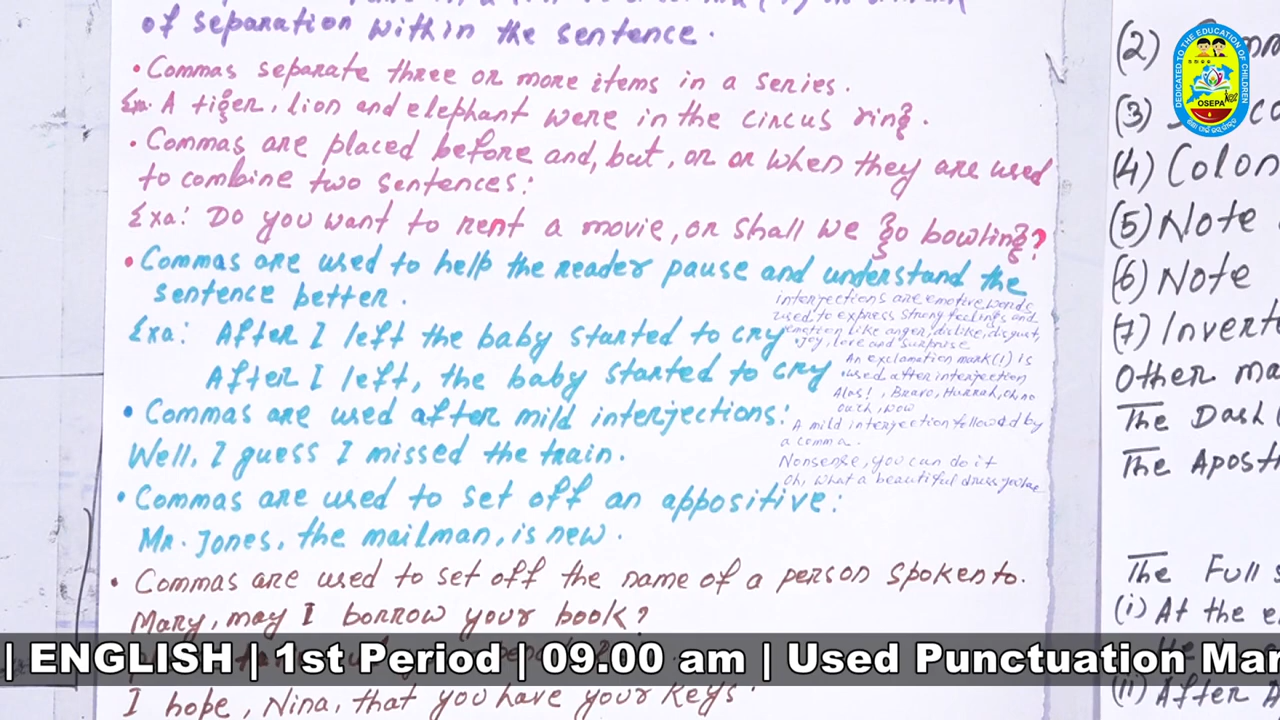 of separation within the sentence.
• Commas separate three or more items in a series.
Ex: A tiger, lion and elephant were in the circus ring.
• Commas are placed before and, but, or or when they are used
to combine two sentences:
Exa: Do you want to rent a movie, or shall we go bowling?
• Commas are used to help the reader pause and understand the
sentence better.
Exa: After I left the baby started to cry
After I left, the baby started to cry
interjections are emotive words
used to express strong feelings and
emotion like anger, dislike, disgust,
joy, love and surprise
An exclamation mark (!) is
used after interjection
Alas!, Bravo, Hurrah, oh, no
ouch, wow
A mild interjection followed by
a comma.
Nonsense, you can do it
Oh, what a beautiful dress
• Commas are used after mild interjections:
Well, I guess I missed the train.
• Commas are used to set off an appositive:
Mr. Jones, the mailman, is new.
• Commas are used to set off the name of a person spoken to.
Mary, may I borrow your book?
I hope, Nina, that you have your keys.
(2)
(3)
(4) Colon
(5) Note
(6) Note
(7) Invert
Other ma
The Dash
The Apost
The Full s
(i) At the e
(ii) After A
DEDICATED TO THE EDUCATION OF CHILDREN
OSEPA
| ENGLISH | 1st Period | 09.00 am | Used Punctuation Mar